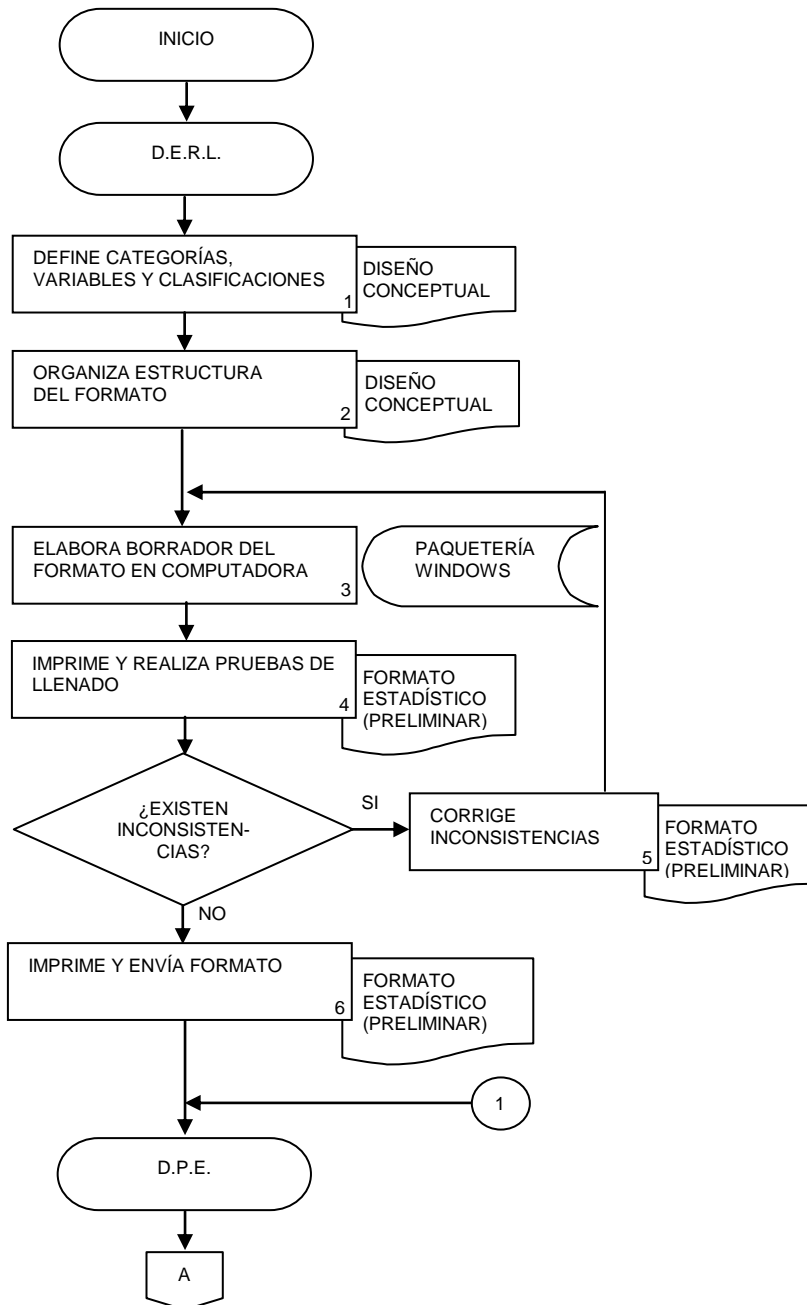 INICIO
D.E.R.L.
DEFINE CATEGORÍAS,
VARIABLES Y CLASIFICACIONES
1
DISEÑO
CONCEPTUAL
ORGANIZA ESTRUCTURA
DEL FORMATO
2
DISEÑO
CONCEPTUAL
ELABORA BORRADOR DEL
FORMATO EN COMPUTADORA
3
PAQUETERÍA
WINDOWS
IMPRIME Y REALIZA PRUEBAS DE
LLENADO
4
FORMATO
ESTADÍSTICO
(PRELIMINAR)
¿EXISTEN
INCONSISTEN-
CIAS?
SI
CORRIGE
INCONSISTENCIAS
5
FORMATO
ESTADÍSTICO
(PRELIMINAR)
NO
IMPRIME Y ENVÍA FORMATO
6
FORMATO
ESTADÍSTICO
(PRELIMINAR)
1
D.P.E.
A